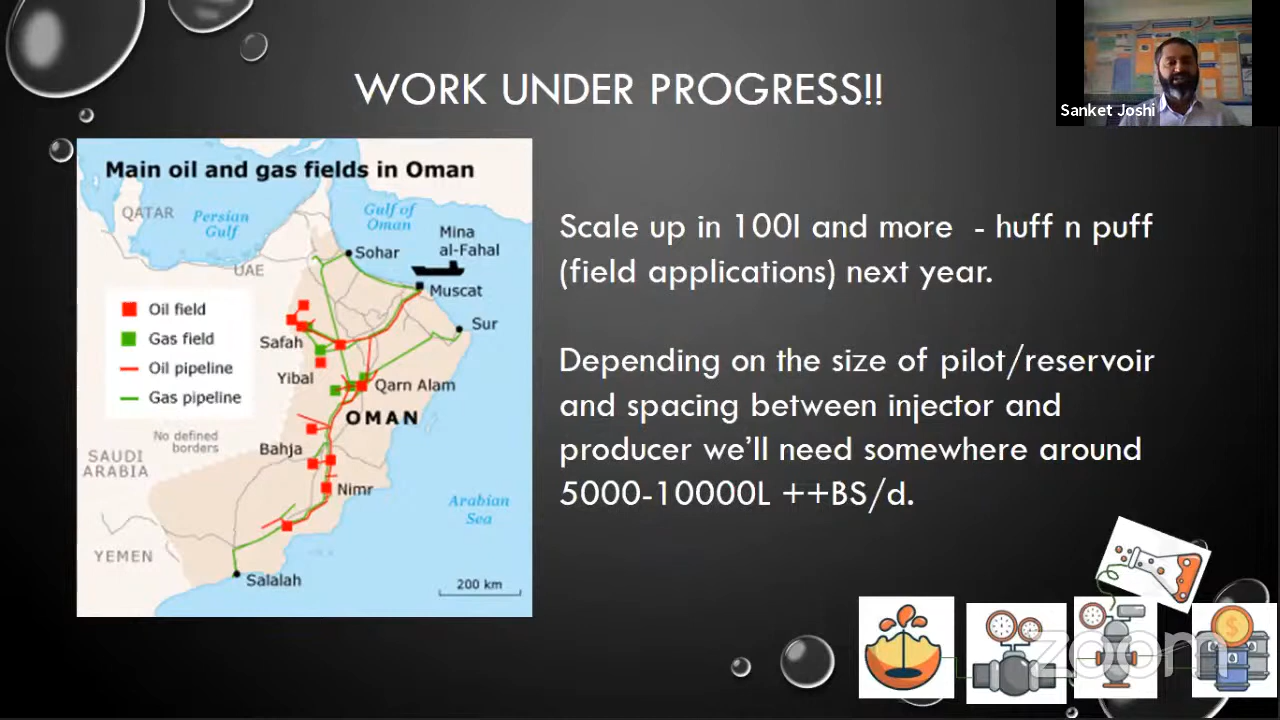 WORK UNDER PROGRESS!!
Sanket Joshi
Main oil and gas fields in Oman
QATAR
Persian
Gulf
Gulf of
Oman
Mina
al-Fahal
Sohar
UAE
Muscat
Oil field
Gas field
Oil pipeline
Gas pipeline
Sur
Safah
Yibal
Qarn Alam
OMAN
No defined
borders
Bahja
SAUDI
ARABIA
Nimr
Arabian
Sea
YEMEN
Salalah
200 km
Scale up in 100l and more - huff n puff
(field applications) next year.
Depending on the size of pilot/reservoir
and spacing between injector and
producer we’ll need somewhere around
5000-10000L ++BS/d.
$
zoom